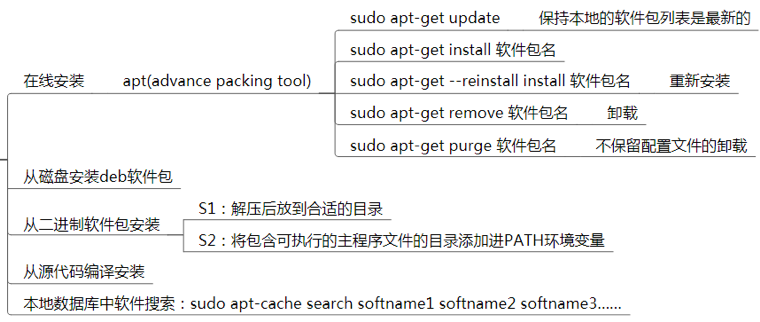 sudo apt-get update 保持本地的软件包列表是最新的
sudo apt-get install 软件包名
在线安装 apt(advance packing tool) sudo apt-get --reinstall install 软件包名 重新安装
sudo apt-get remove 软件包名 卸载
sudo apt-get purge 软件包名 不保留配置文件的卸载
从磁盘安装deb软件包
S1：解压后放到合适的目录
从二进制软件包安装
S2：将包含可执行的主程序文件的目录添加进PATH环境变量
从源代码编译安装
本地数据库中软件搜索：sudo apt-cache search softname1 softname2 softname3……